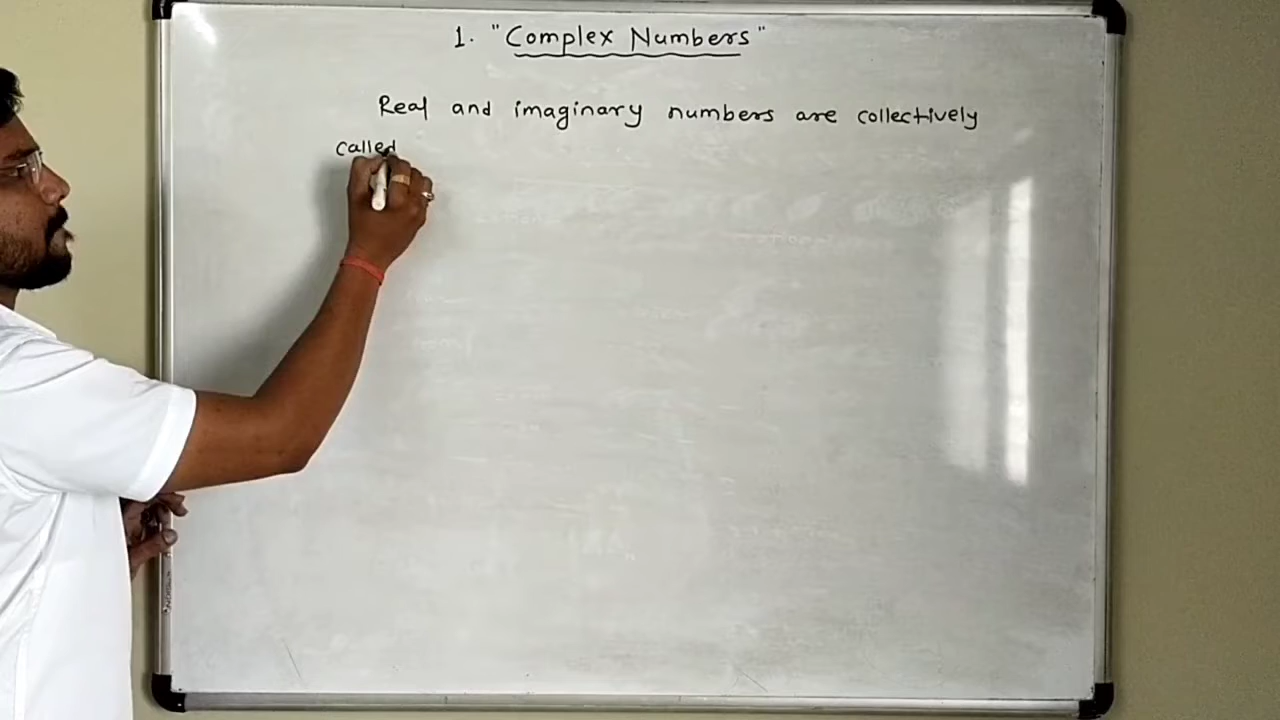 1. "Complex Numbers"
Real and imaginary numbers are collectively
called